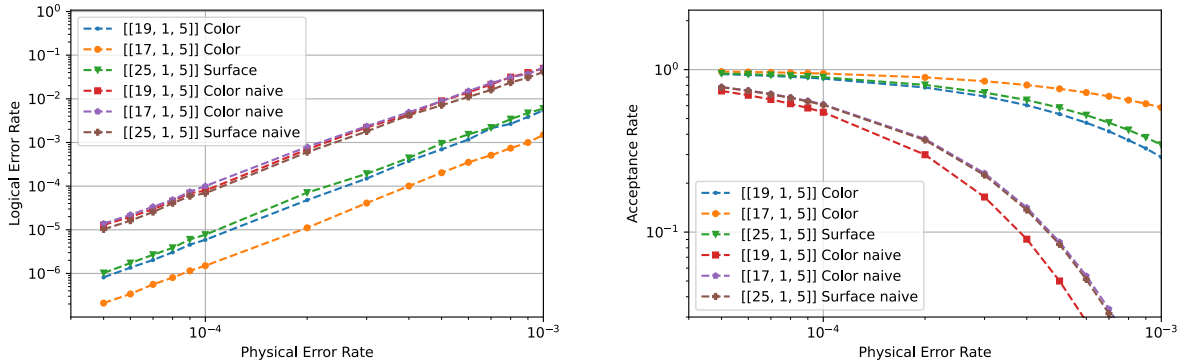 10^0
10^-1
10^-2
10^-3
10^-4
10^-5
10^-6
Logical Error Rate
[[19, 1, 5]] Color
[[17, 1, 5]] Color
[[25, 1, 5]] Surface
[[19, 1, 5]] Color naive
[[17, 1, 5]] Color naive
[[25, 1, 5]] Surface naive
10^-4
10^-3
Physical Error Rate
10^0
10^-1
Acceptance Rate
[[19, 1, 5]] Color
[[17, 1, 5]] Color
[[25, 1, 5]] Surface
[[19, 1, 5]] Color naive
[[17, 1, 5]] Color naive
[[25, 1, 5]] Surface naive
10^-4
10^-3
Physical Error Rate